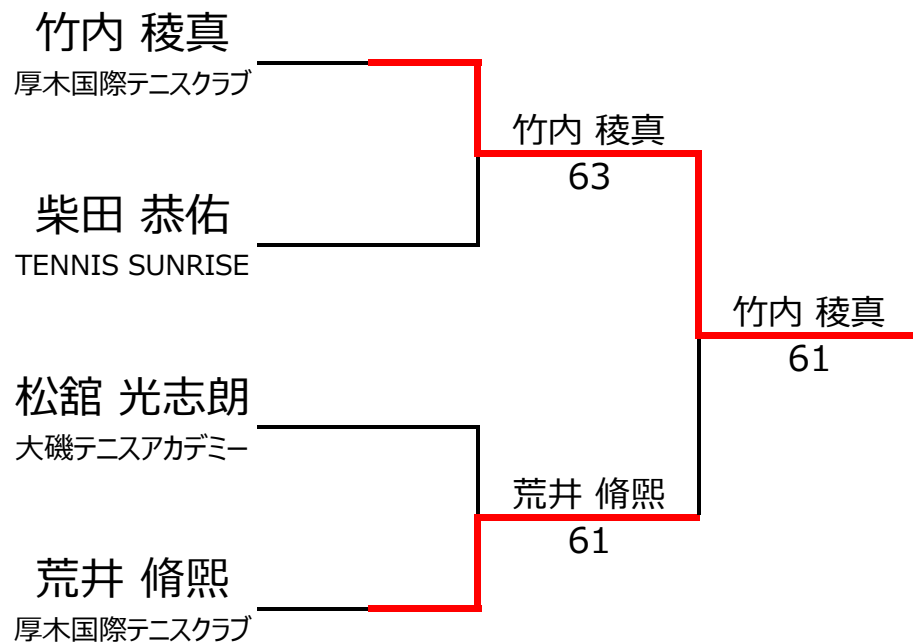 竹内 稜真
厚木国際テニスクラブ
竹内 稜真
63
柴田 恭佑
TENNIS SUNRISE
竹内 稜真
61
松舘 光志朗
大磯テニスアカデミー
荒井 脩煕
61
荒井 脩煕
厚木国際テニスクラブ